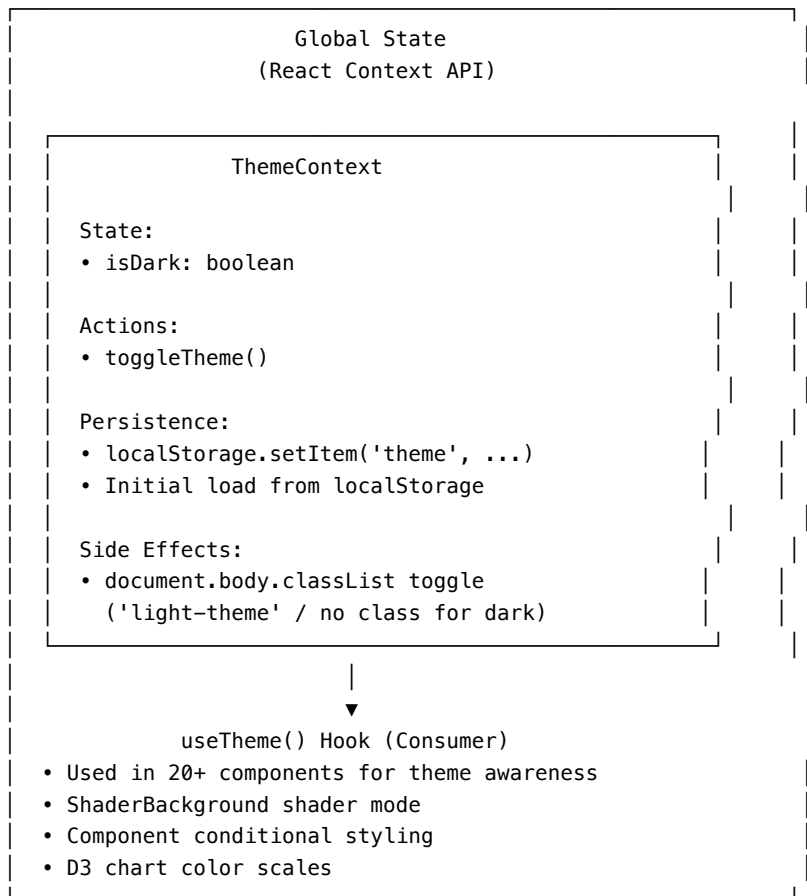 Global State
(React Context API)
ThemeContext
State:
• isDark: boolean
Actions:
• toggleTheme()
Persistence:
• localStorage.setItem('theme', ...)
• Initial load from localStorage
Side Effects:
• document.body.classList toggle
('light-theme' / no class for dark)
▼
useTheme() Hook (Consumer)
• Used in 20+ components for theme awareness
• ShaderBackground shader mode
• Component conditional styling
• D3 chart color scales